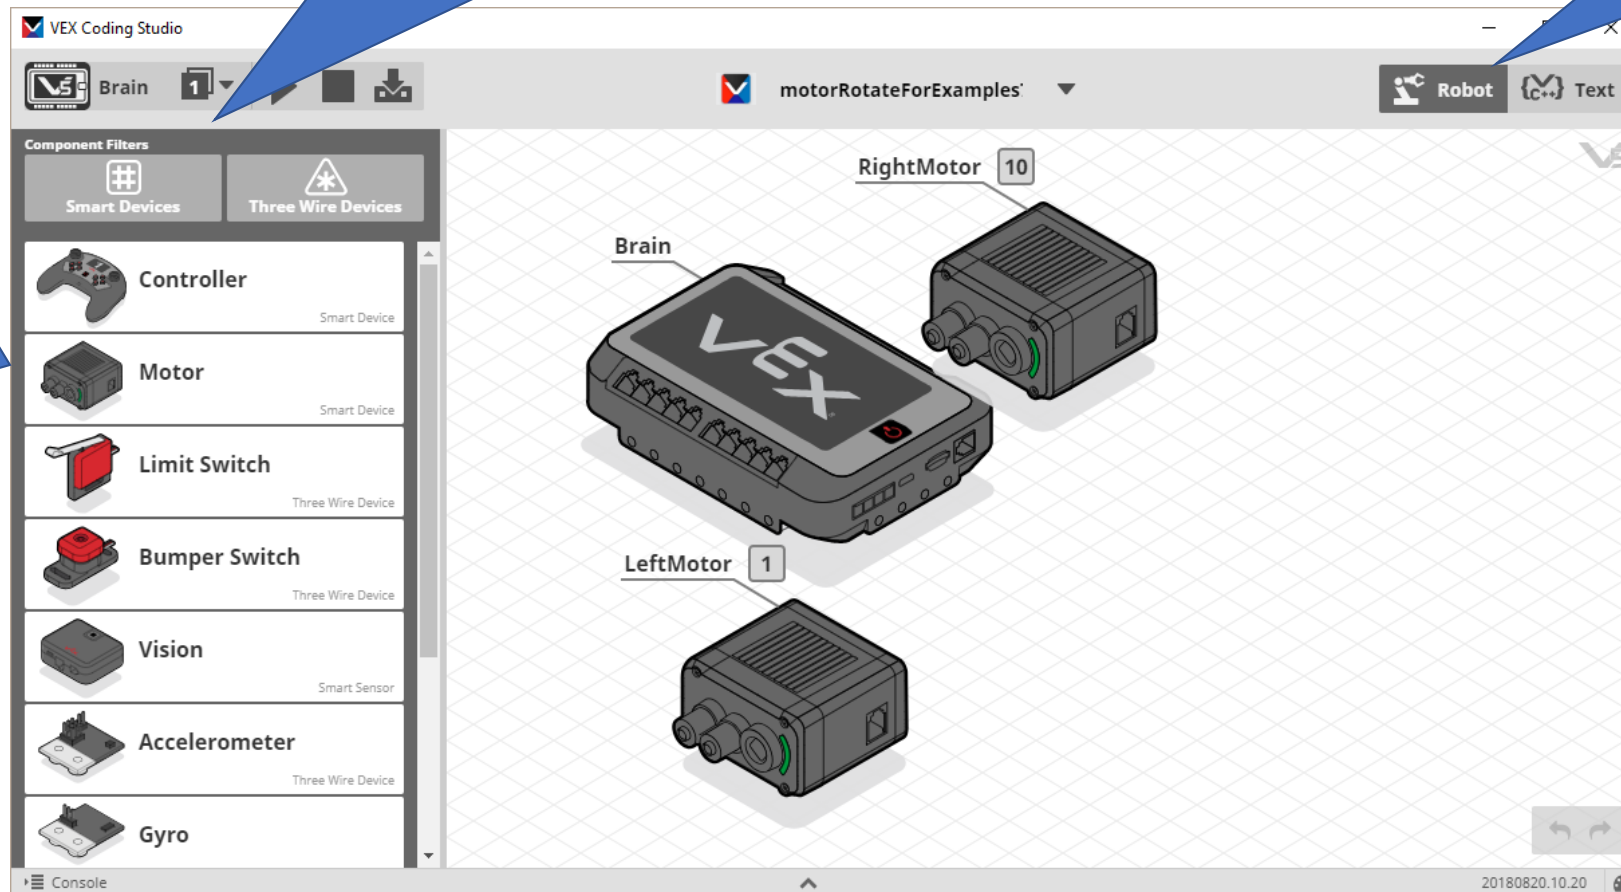 VEX Coding Studio
Brain 1
motorRotateForExamples
Robot
C++ Text
Component Filters
Smart Devices
Three Wire Devices
Controller
Smart Device
Motor
Smart Device
Limit Switch
Three Wire Device
Bumper Switch
Three Wire Device
Vision
Smart Sensor
Accelerometer
Three Wire Device
Gyro
RightMotor 10
Brain
VEX
LeftMotor 1
Console
20180820.10.20